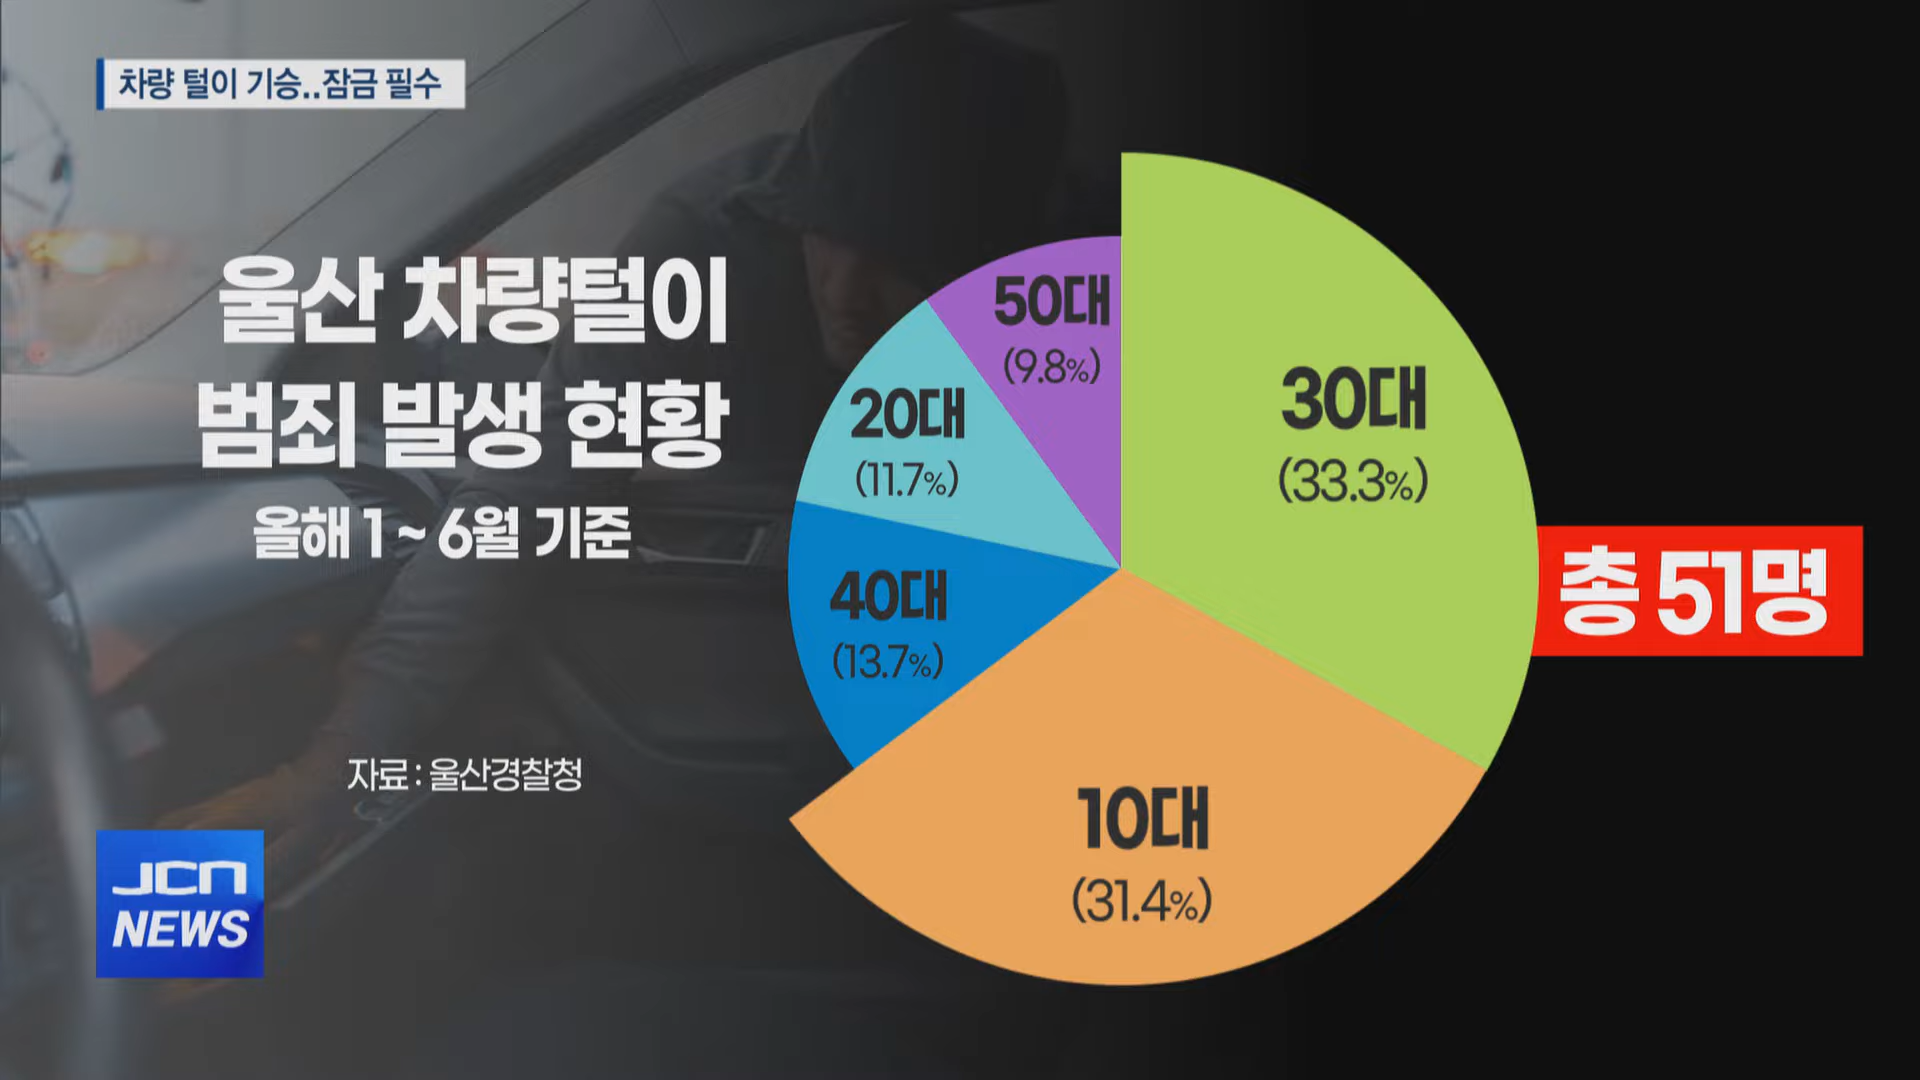 차량 털이 기승..잠금 필수
울산 차량털이
범죄 발생 현황
올해 1 ~ 6월 기준
자료 : 울산경찰청
JCN
NEWS
50대
(9.8%)
20대
(11.7%)
40대
(13.7%)
30대
(33.3%)
10대
(31.4%)
총 51명